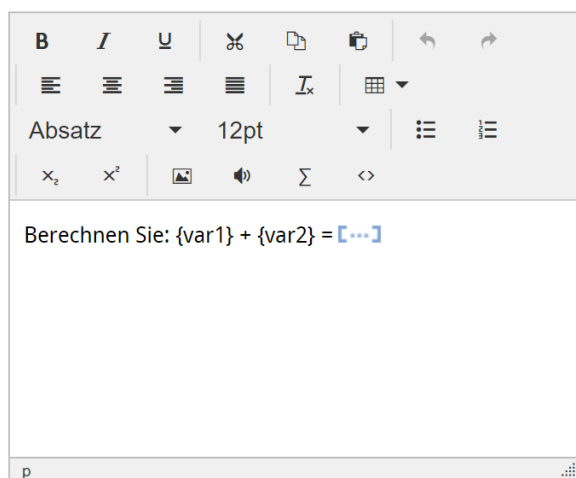 B I U
Absatz 12pt
Berechnen Sie: {var1} + {var2} = [...]
p